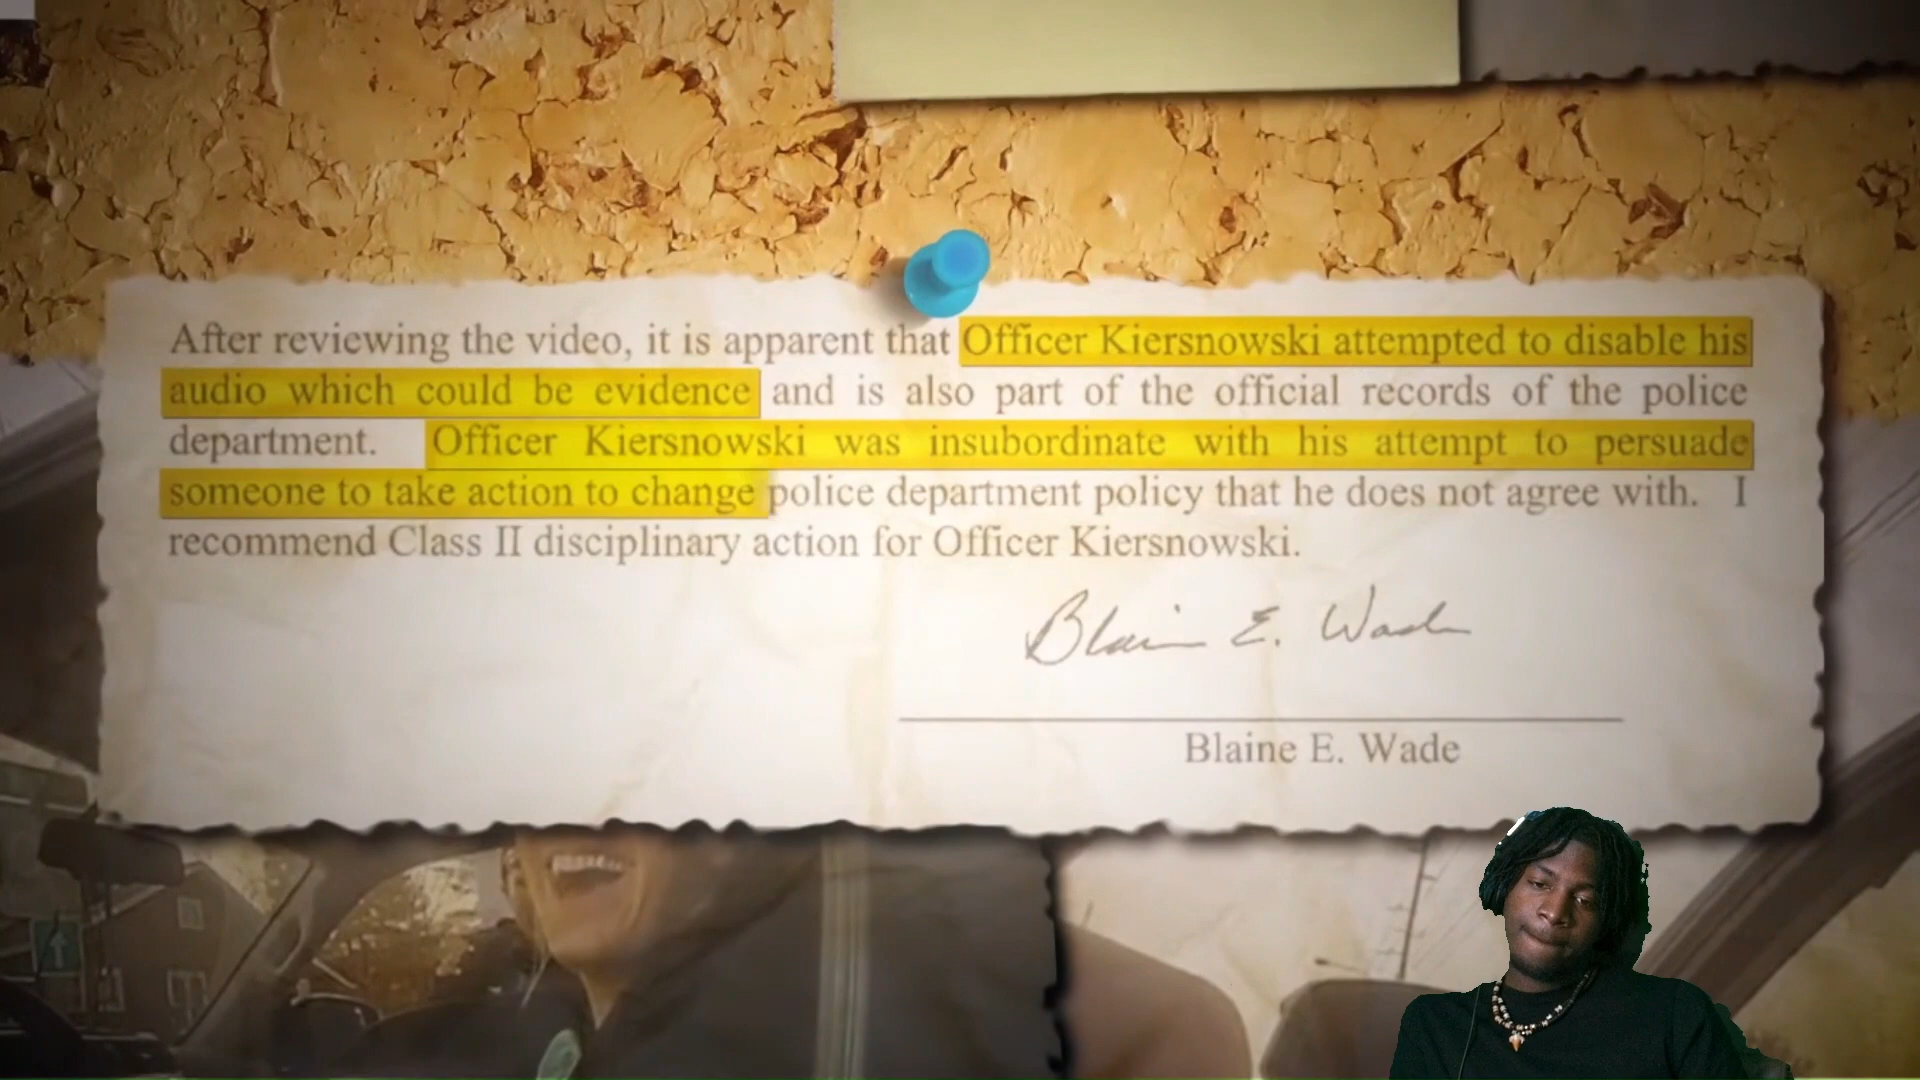 After reviewing the video, it is apparent that Officer Kiersnowski attempted to disable his
audio which could be evidence and is also part of the official records of the police
department. Officer Kiersnowski was insubordinate with his attempt to persuade
someone to take action to change police department policy that he does not agree with. I
recommend Class II disciplinary action for Officer Kiersnowski.
Blaine E. Wade
Blaine E. Wade